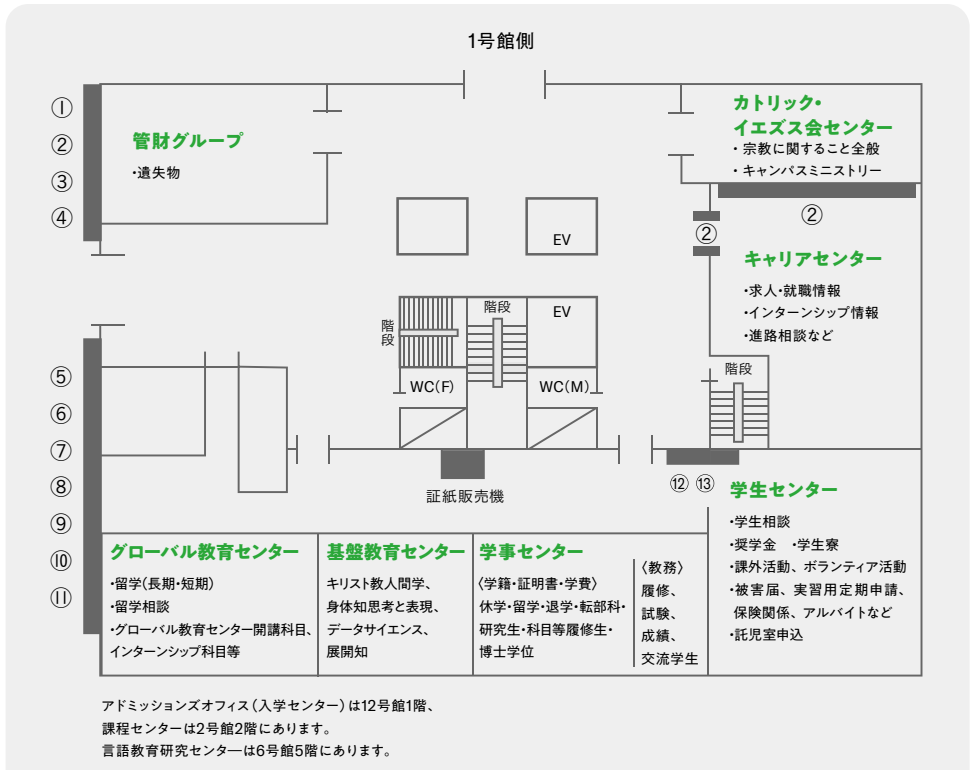 1号館側
①
②
③
④
管財グループ
・遺失物
カトリック・
イエズス会センター
・ 宗教に関すること全般
・ キャンパスミニストリー
②
②
キャリアセンター
・求人・就職情報
・インターンシップ情報
・進路相談など
EV
階段
階段
EV
WC(F)
WC(M)
階段
⑤
⑥
⑦
⑧
⑨
⑩
⑪
証紙販売機
⑫ ⑬
学生センター
・学生相談
・奨学金 ・学生寮
・課外活動、ボランティア活動
・被害届、実習用定期申請、
保険関係、アルバイトなど
・託児室申込
グローバル教育センター
・留学(長期・短期)
・留学相談
・グローバル教育センター開講科目、
インターンシップ科目等
基盤教育センター
キリスト教人間学、
身体知思考と表現、
データサイエンス、
展開知
学事センター
〈学籍・証明書・学費〉
休学・留学・退学・転部科・
研究生・科目等履修生・
博士学位
〈教務〉
履修、
試験、
成績、
交流学生
アドミッションズオフィス(入学センター)は12号館1階、
課程センターは2号館2階にあります。
言語教育研究センターは6号館5階にあります。